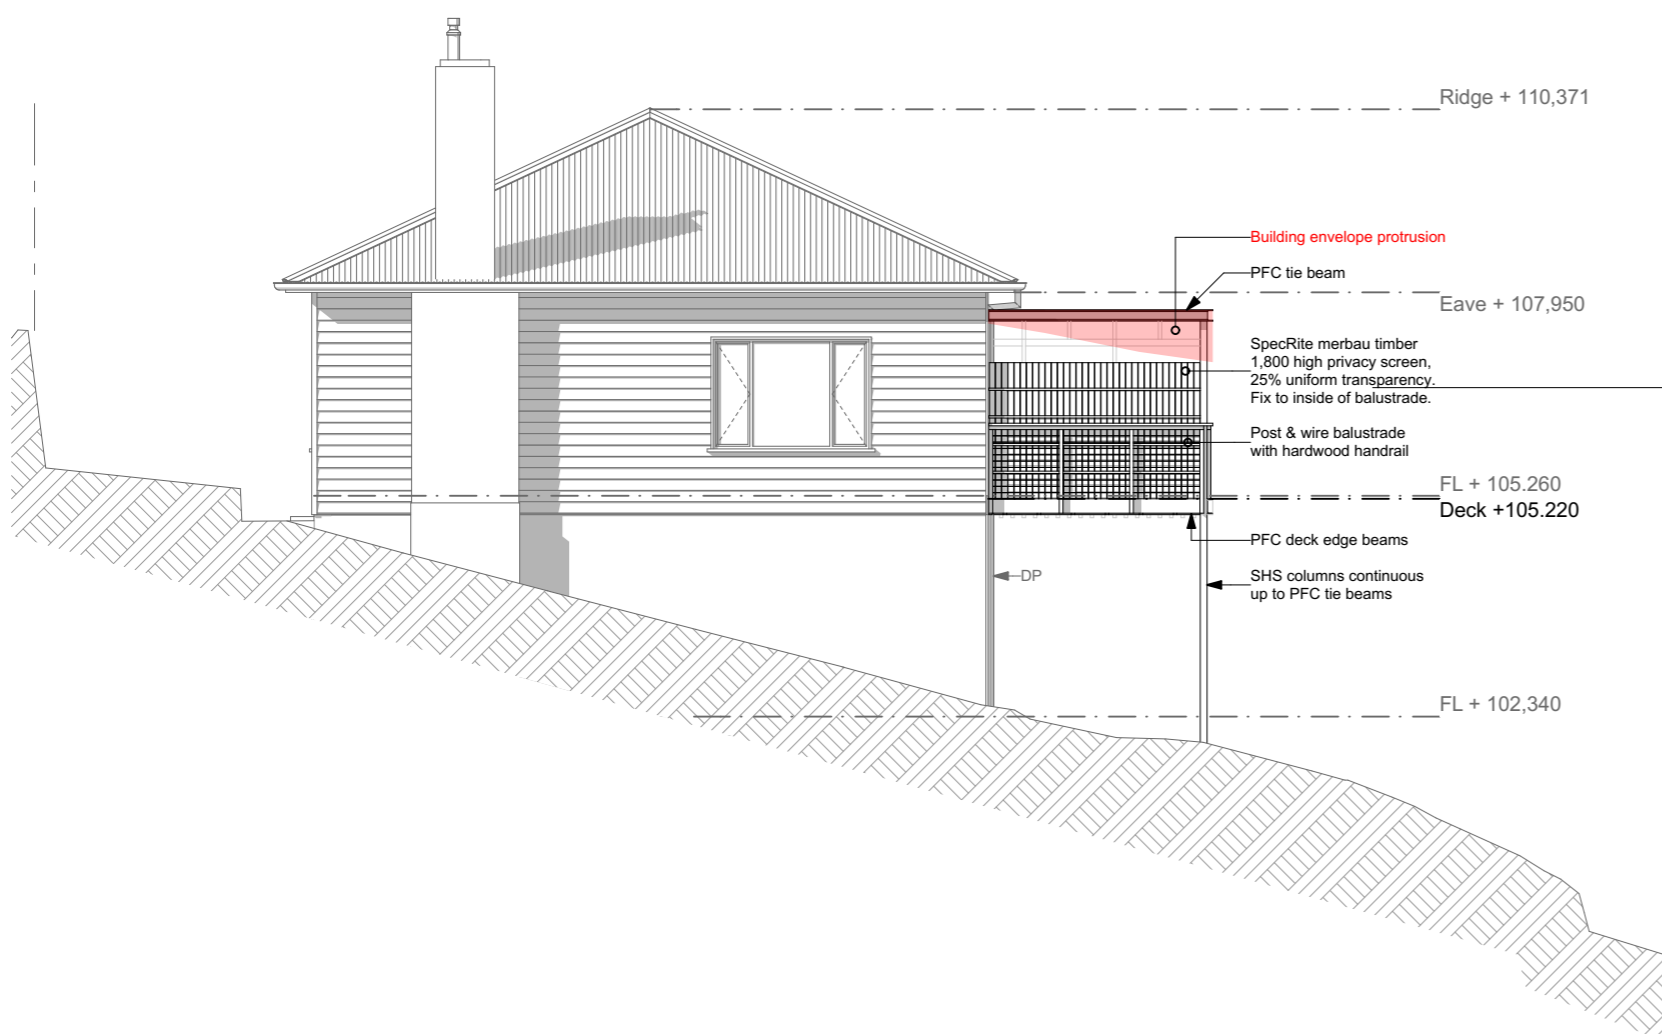 Ridge + 110,371
Building envelope protrusion
PFC tie beam
Eave + 107,950
SpecRite merbau timber
1,800 high privacy screen,
25% uniform transparency.
Fix to inside of balustrade.
Post & wire balustrade
with hardwood handrail
FL + 105.260
Deck +105.220
PFC deck edge beams
DP
SHS columns continuous
up to PFC tie beams
FL + 102,340